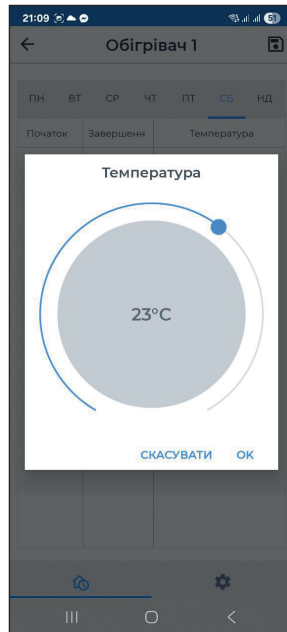 21:09
51
Обігрівач 1
ПН ВТ СР ЧТ ПТ СБ НД
Початок Завершенн Температура
Температура
23°C
СКАСУВАТИ OK